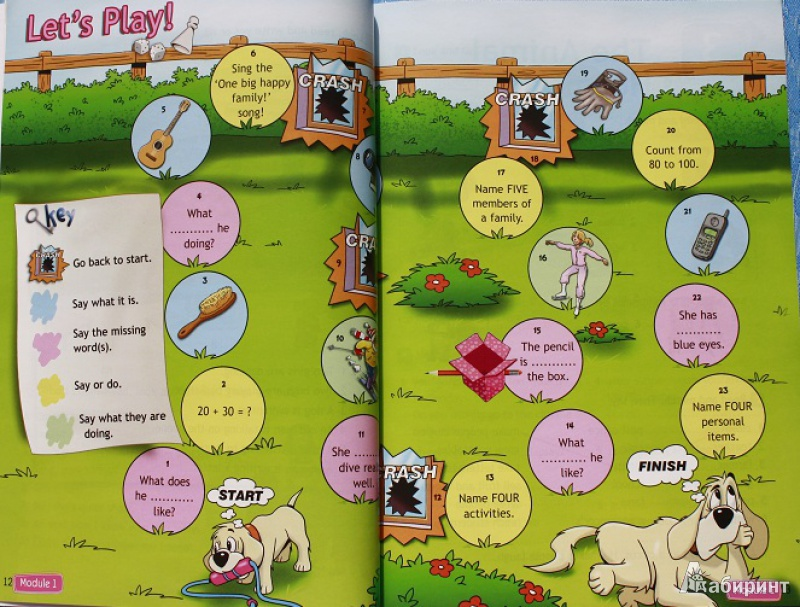 Let's Play!
6
Sing the
'One big happy
family!'
song!
CRASH
5
8
4
What
........... he
doing?
key
CRASH
Go back to start.
Say what it is.
Say the missing
word(s).
Say or do.
Say what they are
doing.
CRASH
9
3
10
2
20 + 30 = ?
11
She
dive
well.
1
What does
he ...........
like?
START
12 Module 1
CRASH
18
19
20
Count from
80 to 100.
17
Name FIVE
members of
a family.
21
16
22
She has
...........
blue eyes.
15
The pencil
is ...........
the box.
23
Name FOUR
personal
items.
14
What
........... he
like?
FINISH
CRASH
12
13
Name FOUR
activities.
Лабиринт